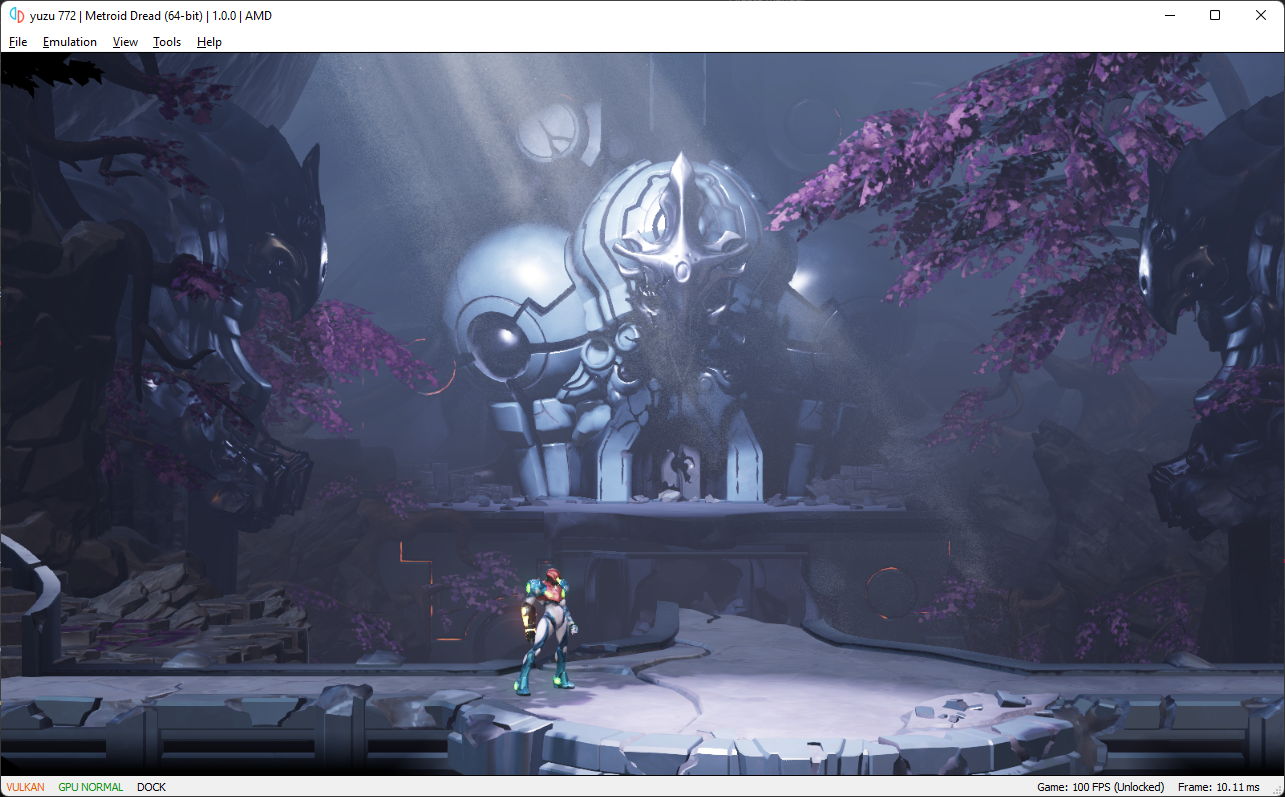 yuzu 772 | Metroid Dread (64-bit) | 1.0.0 | AMD
File Emulation View Tools Help
VULKAN GPU NORMAL DOCK Game: 100 FPS (Unlocked) Frame: 10.11 ms